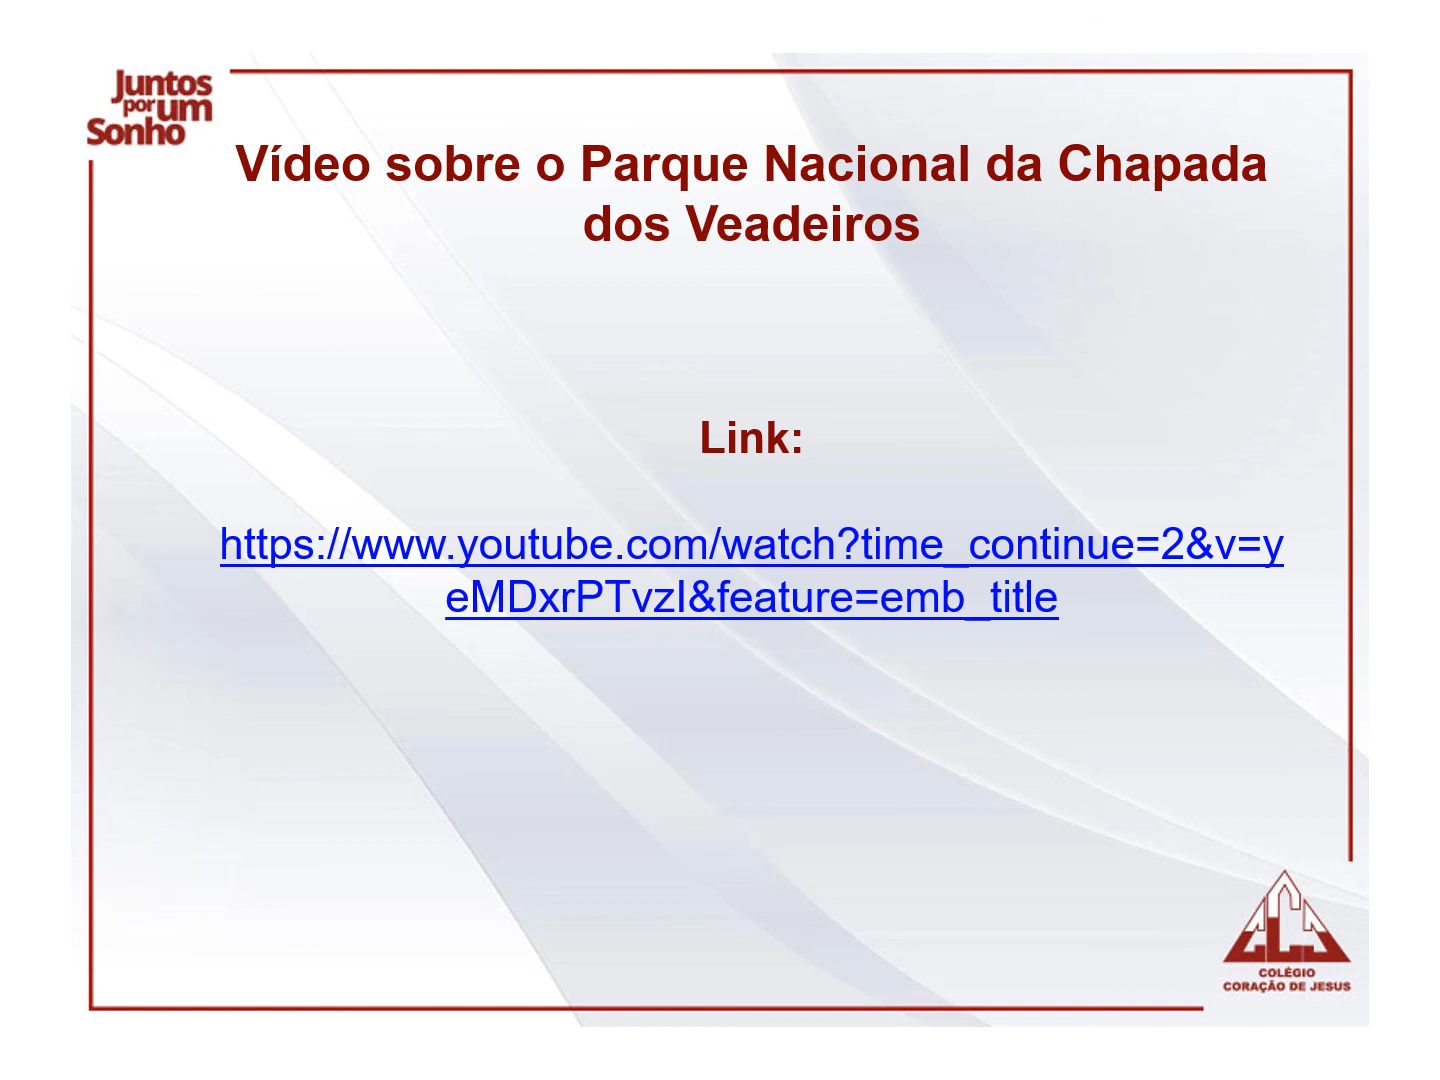 Juntos
por um
Sonho
Vídeo sobre o Parque Nacional da Chapada
dos Veadeiros
Link:
https://www.youtube.com/watch?time_continue=2&v=y
eMDxrPTvzI&feature=emb_title
COLÉGIO
CORAÇÃO DE JESUS